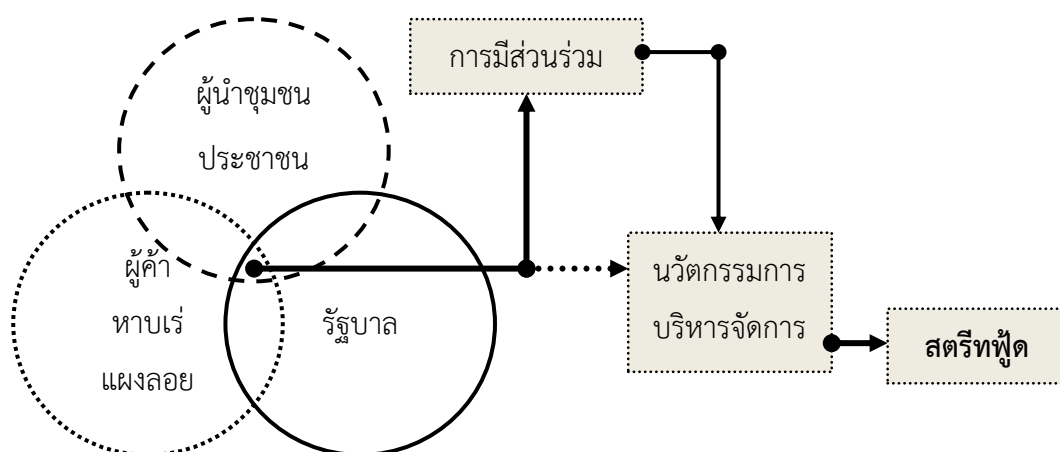 ผู้นำชุมชน
ประชาชน
ผู้ค้า
หาบเร่
แผงลอย
รัฐบาล
การมีส่วนร่วม
นวัตกรรมการ
บริหารจัดการ
สตรีทฟู้ด